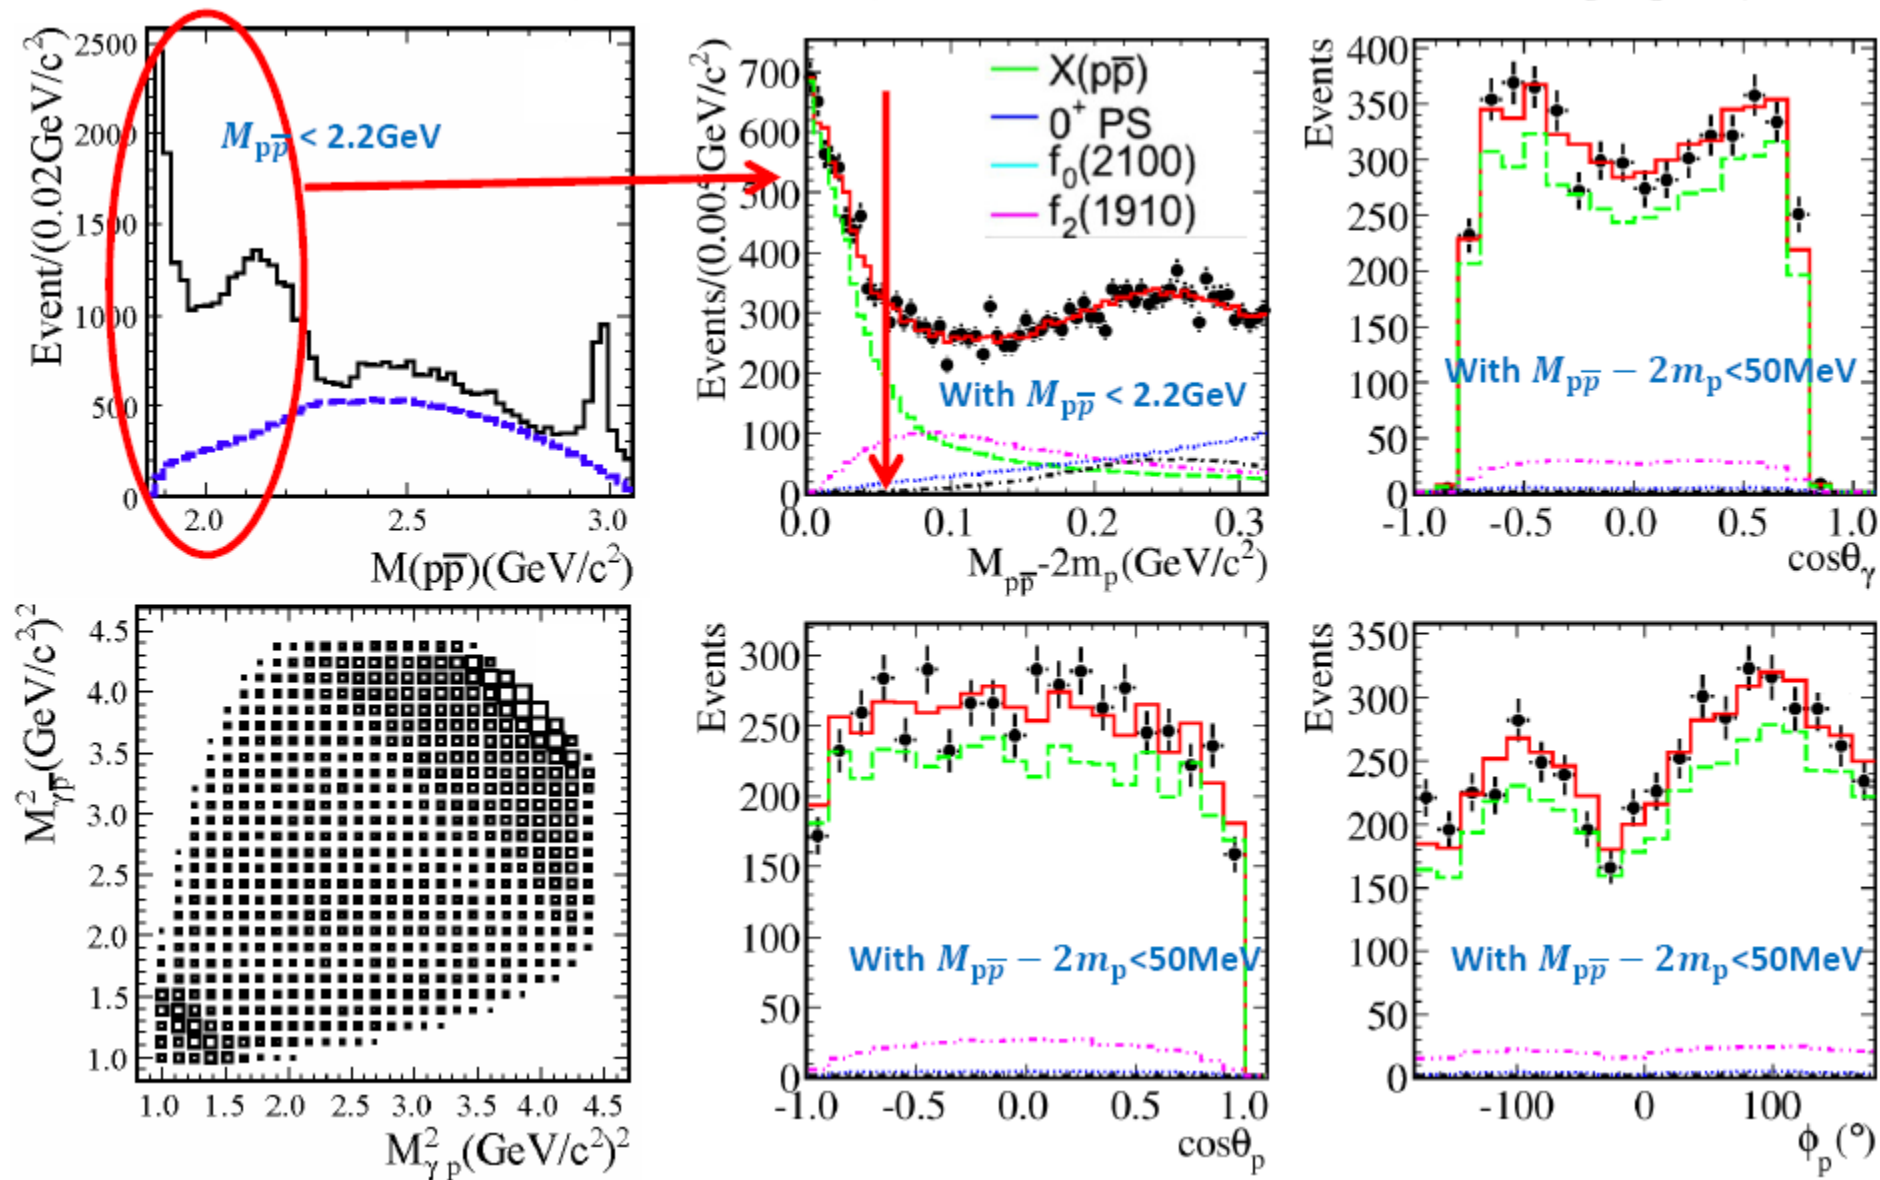 Event/(0.02GeV/c²)
2500
2000
1500
1000
500
0
M_pp̅ < 2.2GeV
2.0 2.5 3.0
M(pp̅)(GeV/c²)
Events/(0.005GeV/c²)
700
600
500
400
300
200
100
0
X(pp̅)
0⁺ PS
f₀(2100)
f₂(1910)
With M_pp̅ < 2.2GeV
0.0 0.1 0.2 0.3
M_pp̅-2m_p(GeV/c²)
Events
400
350
300
250
200
150
100
50
0
With M_pp̅ − 2m_p<50MeV
-1.0 -0.5 0.0 0.5 1.0
cosθ_γ
M²_γp̅(GeV/c²)²
4.5
4.0
3.5
3.0
2.5
2.0
1.5
1.0
1.0 1.5 2.0 2.5 3.0 3.5 4.0 4.5
M²_γp(GeV/c²)²
Events
300
250
200
150
100
50
0
With M_pp̅ − 2m_p<50MeV
-1.0 -0.5 0.0 0.5 1.0
cosθ_p
Events
350
300
250
200
150
100
50
0
With M_pp̅ − 2m_p<50MeV
-100 0 100
ϕ_p(°)